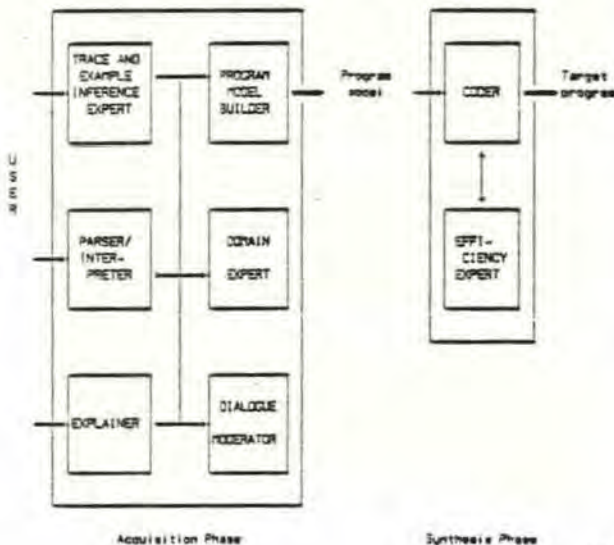 TRACE AND
EXAMPLE
INFERENCE
EXPERT
PROGRAM
MODEL
BUILDER
Program
model
CODER
Target
program
USER
PARSER/
INTER-
PRETER
DOMAIN
EXPERT
EFFI-
CIENCY
EXPERT
EXPLAINER
DIALOGUE
MODERATOR
Acquisition Phase
Synthesis Phase